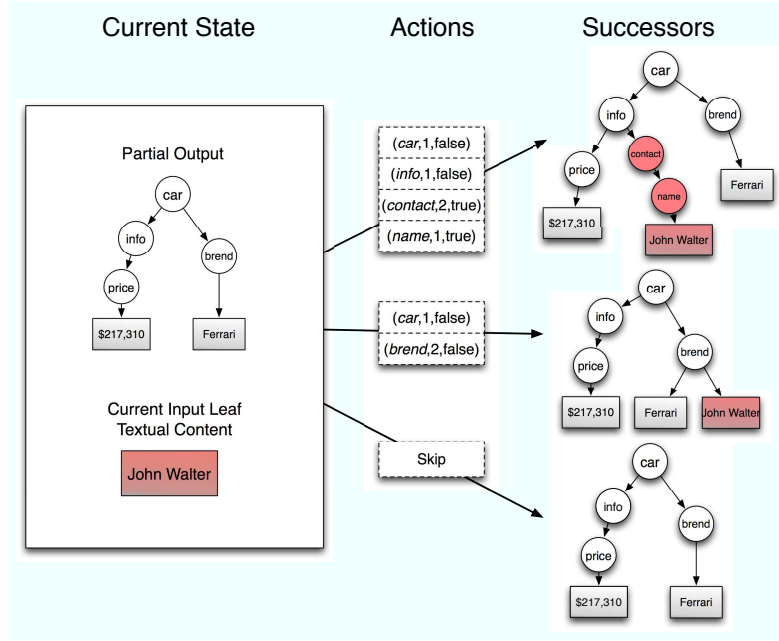 Current State
Actions
Successors
Partial Output
car
info
brend
price
$217,310
Ferrari
Current Input Leaf
Textual Content
John Walter
(car,1,false)
(info,1,false)
(contact,2,true)
(name,1,true)
(car,1,false)
(brend,2,false)
Skip
car
info
brend
contact
price
name
Ferrari
$217,310
John Walter
car
info
brend
price
$217,310
Ferrari
John Walter
car
info
brend
price
$217,310
Ferrari